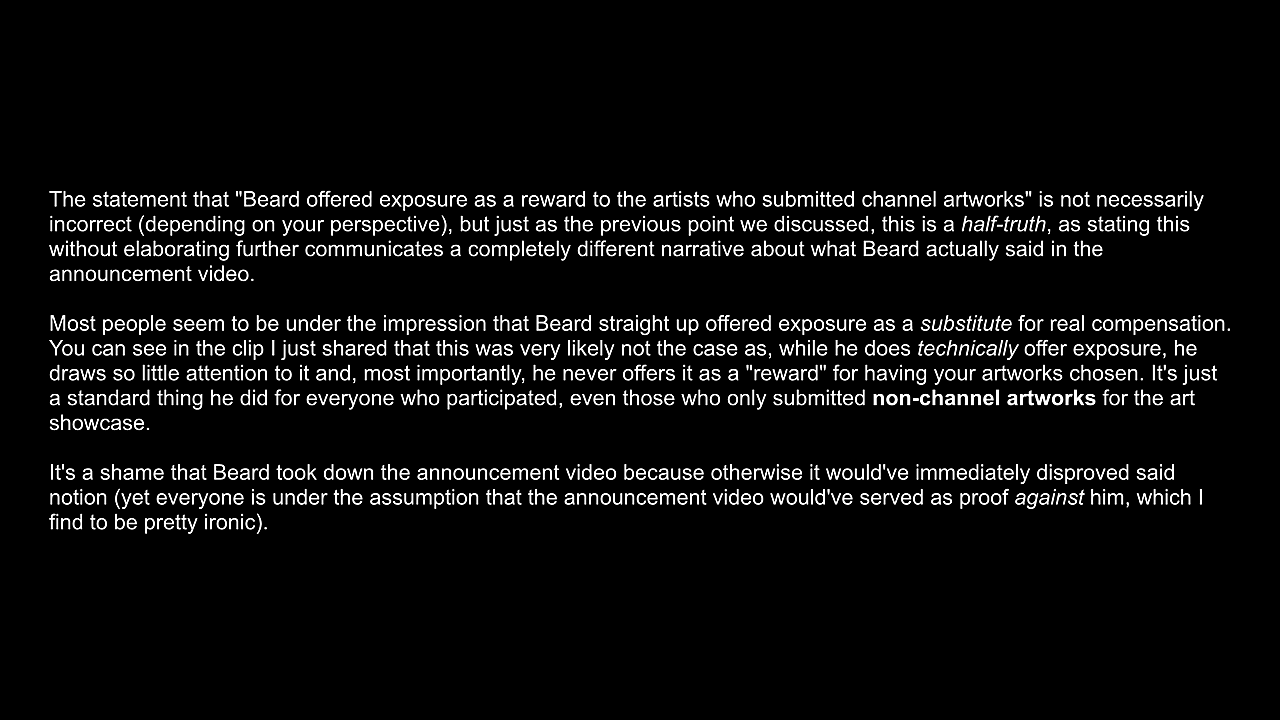 The statement that "Beard offered exposure as a reward to the artists who submitted channel artworks" is not necessarily
incorrect (depending on your perspective), but just as the previous point we discussed, this is a half-truth, as stating this
without elaborating further communicates a completely different narrative about what Beard actually said in the
announcement video.
Most people seem to be under the impression that Beard straight up offered exposure as a substitute for real compensation.
You can see in the clip I just shared that this was very likely not the case as, while he does technically offer exposure, he
draws so little attention to it and, most importantly, he never offers it as a "reward" for having your artworks chosen. It's just
a standard thing he did for everyone who participated, even those who only submitted non-channel artworks for the art
showcase.
It's a shame that Beard took down the announcement video because otherwise it would've immediately disproved said
notion (yet everyone is under the assumption that the announcement video would've served as proof against him, which I
find to be pretty ironic).